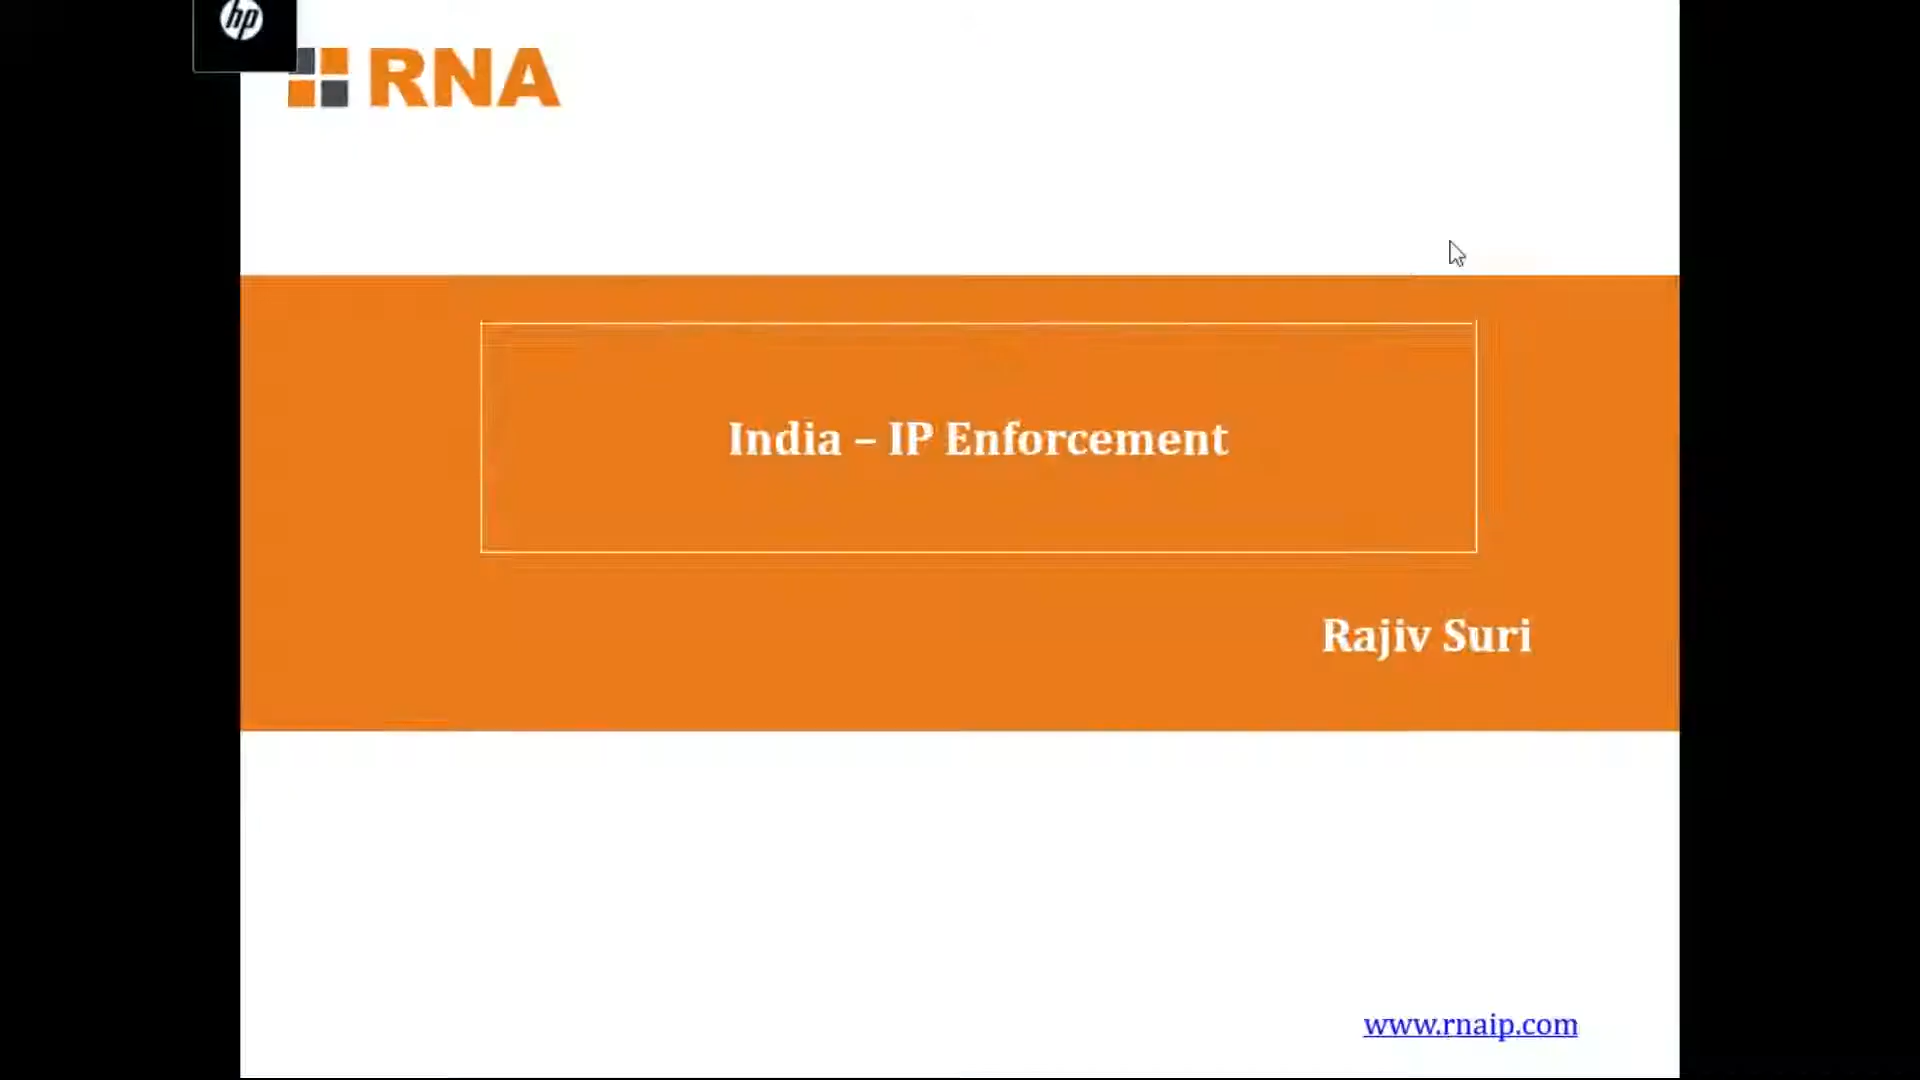 hp
RNA
India – IP Enforcement
Rajiv Suri
www.rnaip.com